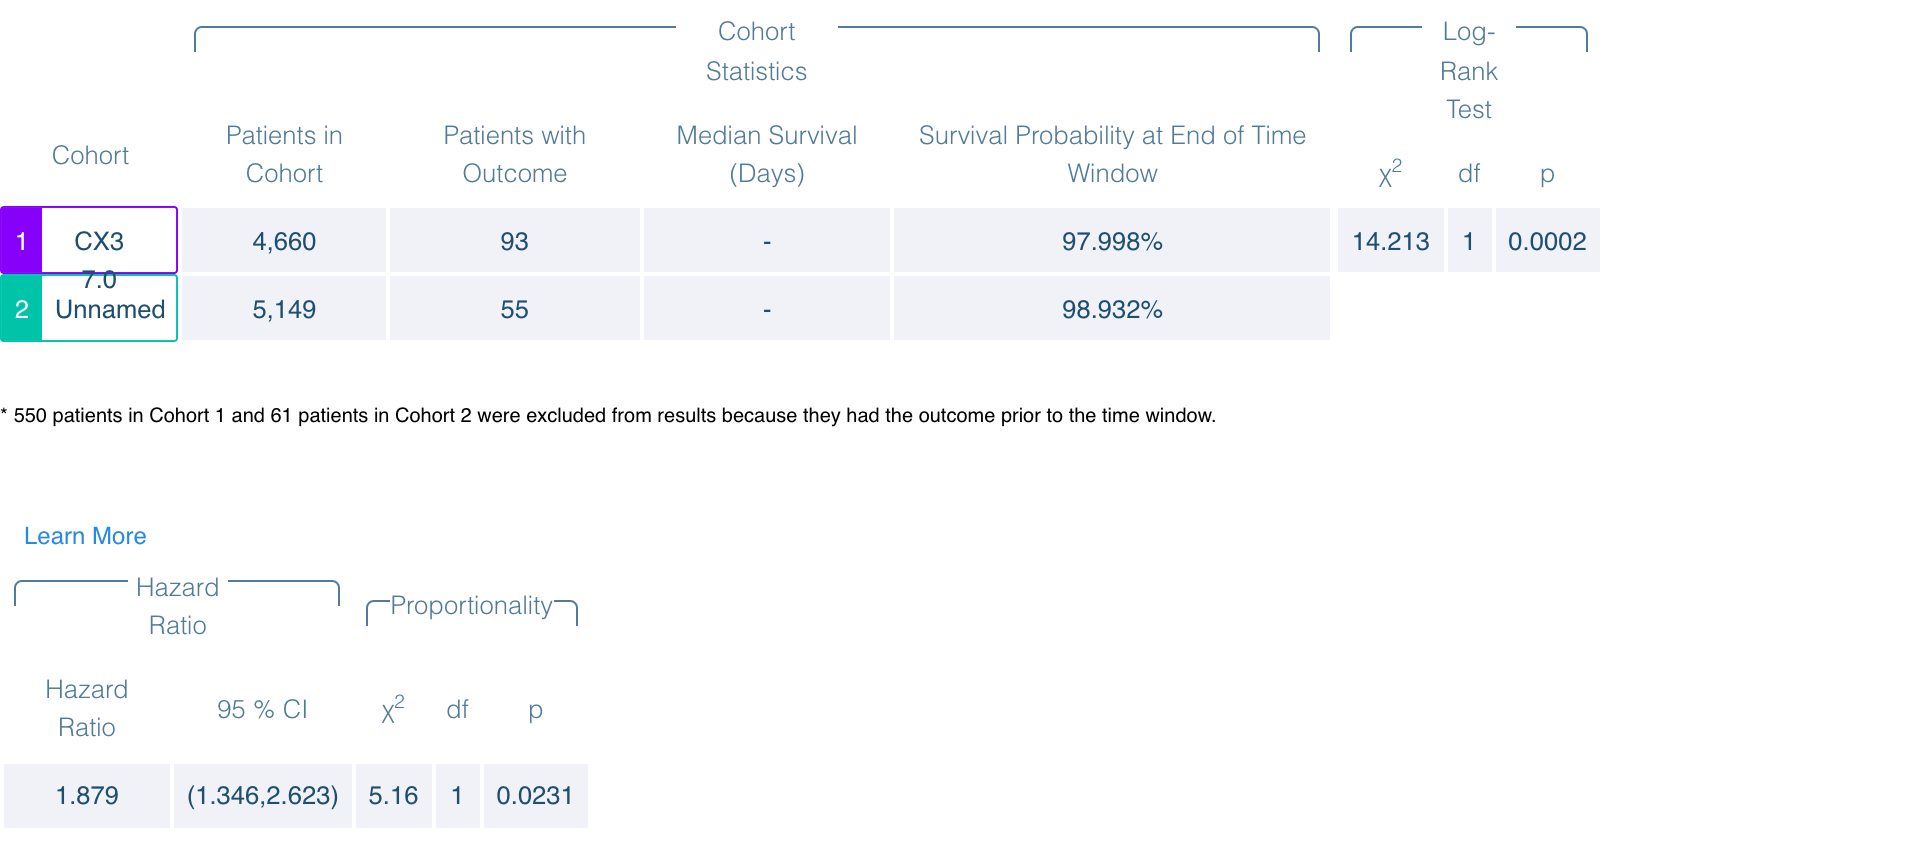 Cohort Statistics
Log-Rank Test
Cohort
Patients in Cohort
Patients with Outcome
Median Survival (Days)
Survival Probability at End of Time Window
χ² df p
1 CX3 7.0 4,660 93 - 97.998% 14.213 1 0.0002
2 Unnamed 5,149 55 - 98.932%
* 550 patients in Cohort 1 and 61 patients in Cohort 2 were excluded from results because they had the outcome prior to the time window.
Learn More
Hazard Ratio
Proportionality
Hazard Ratio
95 % CI
χ² df p
1.879 (1.346,2.623) 5.16 1 0.0231